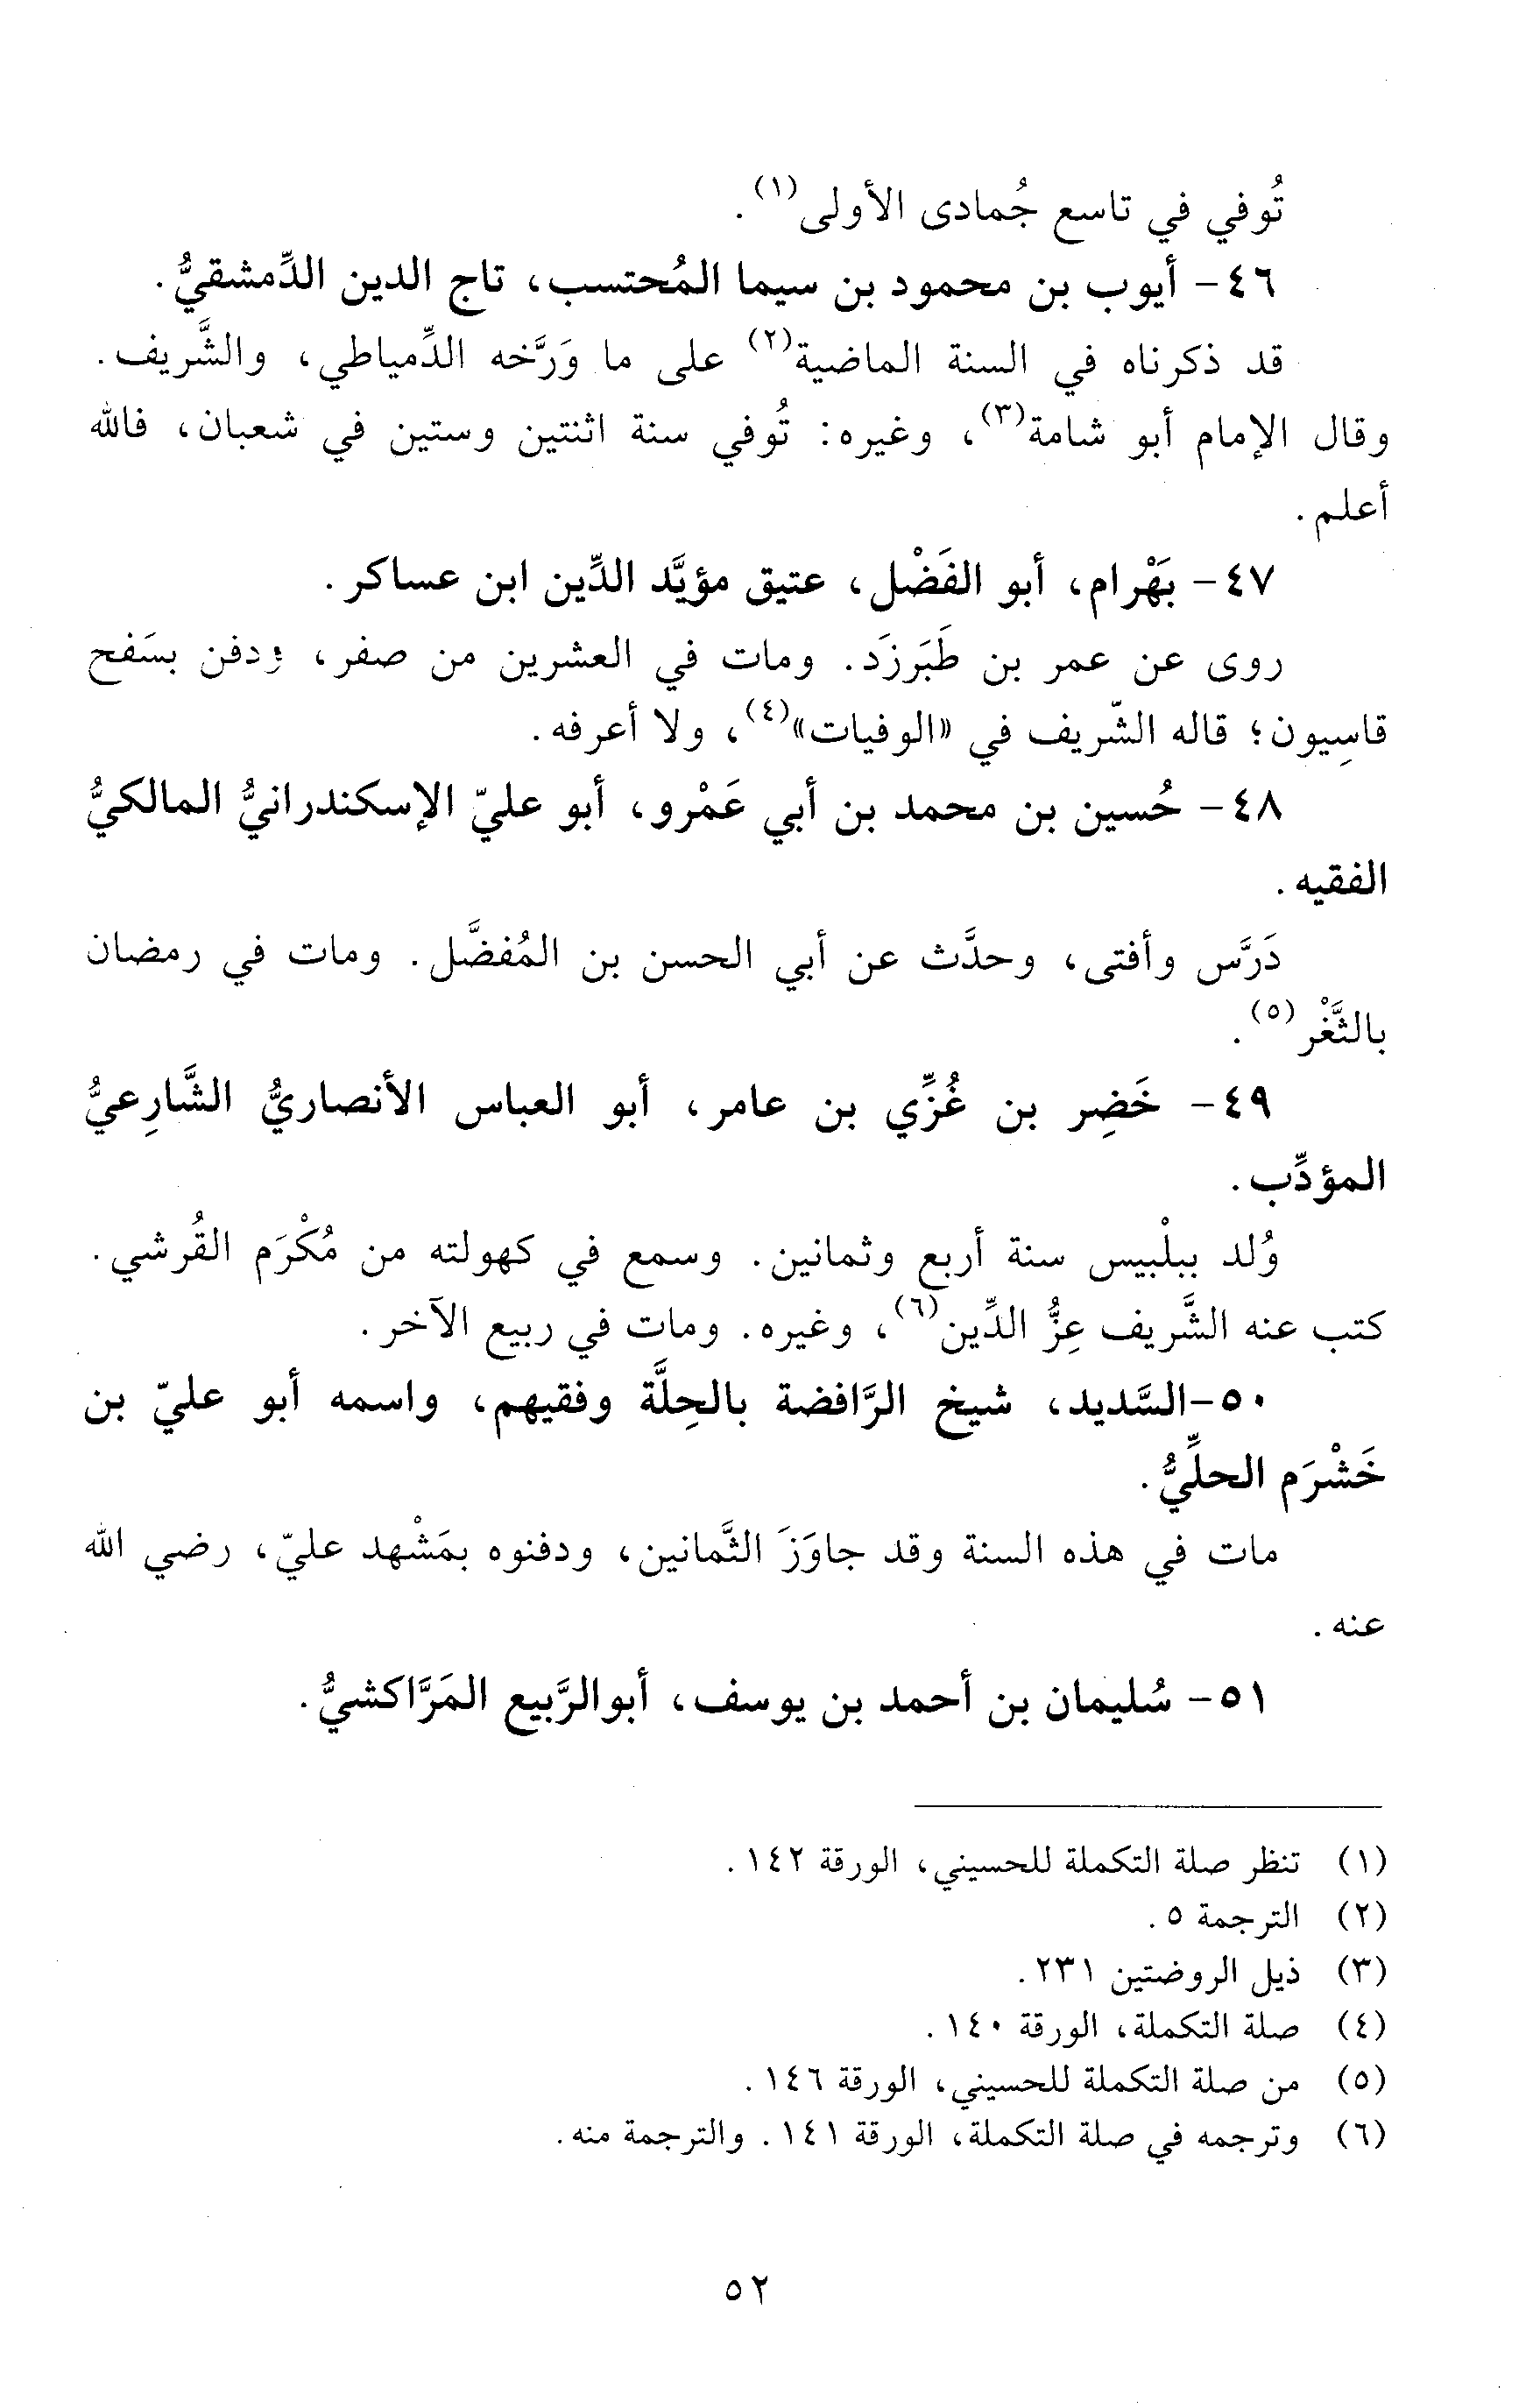 تُوفي في تاسع جُمادى الأولى(١).
٤٦- أيوب بن محمود بن سيما المُحتسب، تاج الدين الدِّمشقيُّ.
قد ذكرناه في السنة الماضية(٢) على ما وَرَّخه الدِّمياطي، والشَّريف.
وقال الإمام أبو شامة(٣)، وغيره: تُوفي سنة اثنتين وستين في شعبان، فالله
أعلم.
٤٧- بَهْرام، أبو الفَضْل، عتيق مؤيَّد الدِّين ابن عساكر.
روى عن عمر بن طَبَرزَد. ومات في العشرين من صفر، ودفن بسَفح
قاسِيون؛ قاله الشّريف في «الوفيات»(٤)، ولا أعرفه.
٤٨- حُسين بن محمد بن أبي عَمْرو، أبو عليّ الإسكندرانيُّ المالكيُّ
الفقيه.
دَرَّس وأفتى، وحدَّث عن أبي الحسن بن المُفضَّل. ومات في رمضان
بالثَّغْر(٥).
٤٩- خَضِر بن غُزِّي بن عامر، أبو العباس الأنصاريُّ الشَّارِعيُّ
المؤدِّب.
وُلد ببلْبيس سنة أربع وثمانين. وسمع في كهولته من مُكْرَم القُرشي.
كتب عنه الشَّريف عِزُّ الدِّين(٦)، وغيره. ومات في ربيع الآخر.
٥٠-السَّديد، شيخ الرَّافضة بالحِلَّة وفقيهم، واسمه أبو عليّ بن
خَشْرَم الحلِّيُّ.
مات في هذه السنة وقد جاوَزَ الثَّمانين، ودفنوه بمَشْهد عليّ، رضي الله
عنه.
٥١- سُليمان بن أحمد بن يوسف، أبوالرَّبيع المَرَّاكشيُّ.
(١) تنظر صلة التكملة للحسيني، الورقة ١٤٢.
(٢) الترجمة ٥.
(٣) ذيل الروضتين ٢٣١.
(٤) صلة التكملة، الورقة ١٤٠.
(٥) من صلة التكملة للحسيني، الورقة ١٤٦.
(٦) وترجمه في صلة التكملة، الورقة ١٤١. والترجمة منه.
٥٢